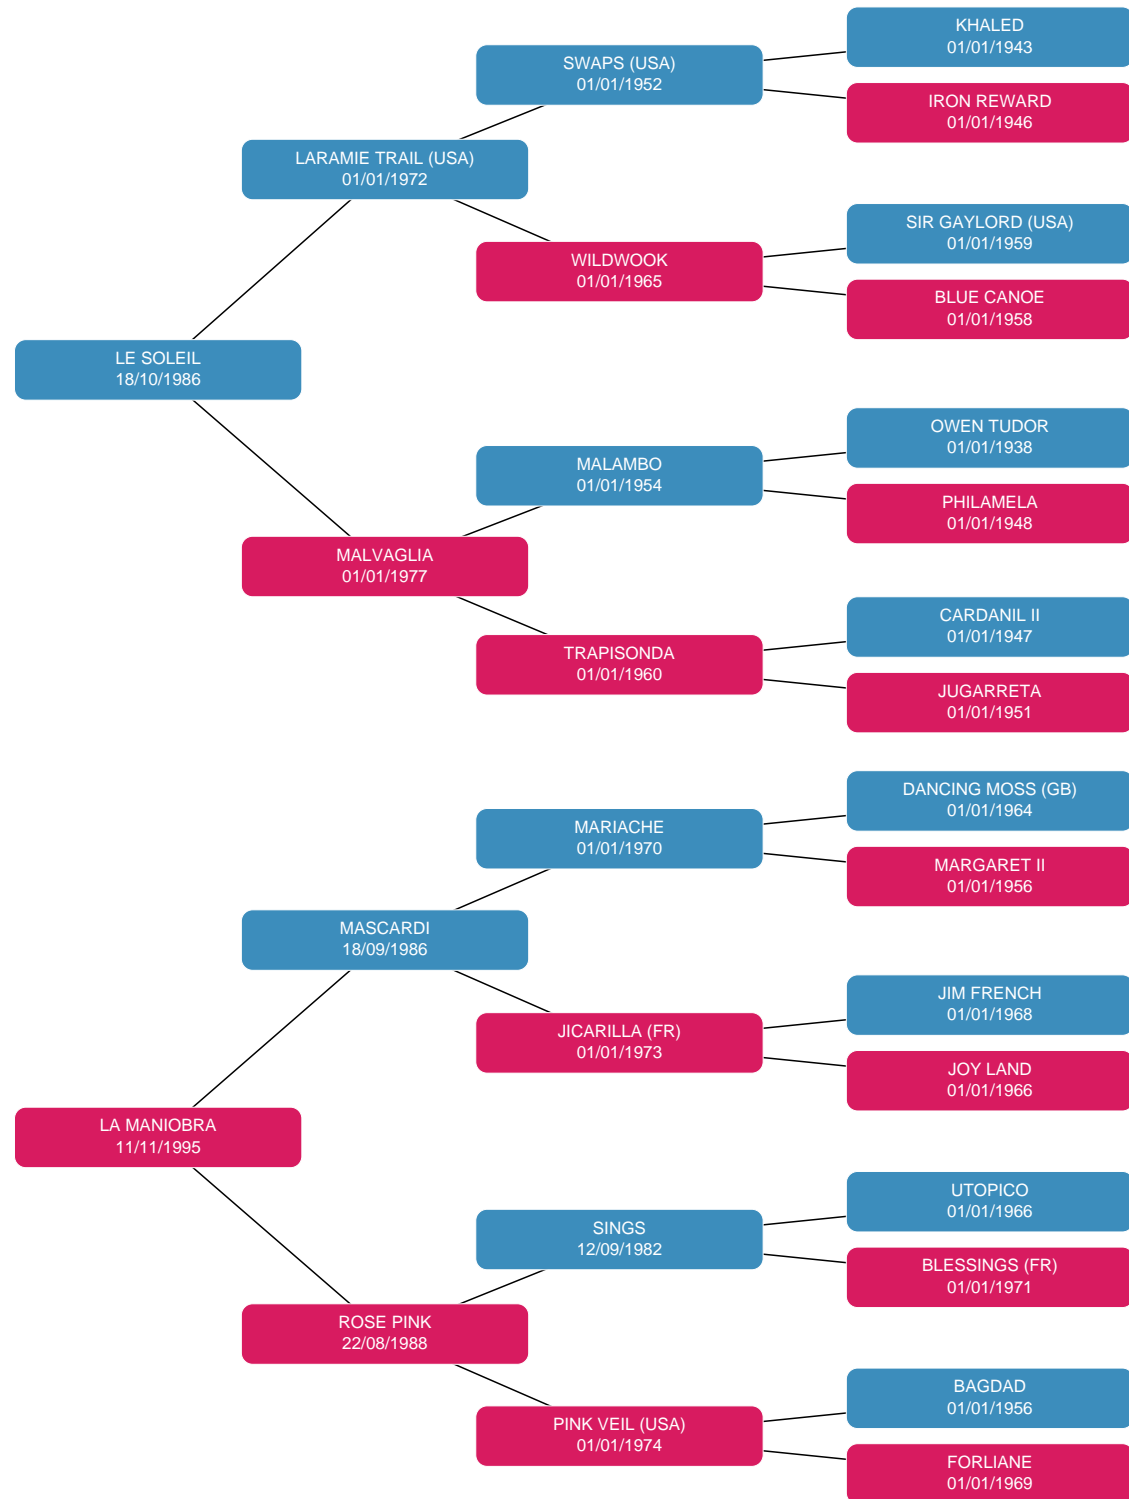 KHALED
01/01/1943
SWAPS (USA)
01/01/1952
IRON REWARD
01/01/1946
LARAMIE TRAIL (USA)
01/01/1972
SIR GAYLORD (USA)
01/01/1959
WILDWOOK
01/01/1965
BLUE CANOE
01/01/1958
LE SOLEIL
18/10/1986
OWEN TUDOR
01/01/1938
MALAMBO
01/01/1954
PHILAMELA
01/01/1948
MALVAGLIA
01/01/1977
CARDANIL II
01/01/1947
TRAPISONDA
01/01/1960
JUGARRETA
01/01/1951
DANCING MOSS (GB)
01/01/1964
MARIACHE
01/01/1970
MARGARET II
01/01/1956
MASCARDI
18/09/1986
JIM FRENCH
01/01/1968
JICARILLA (FR)
01/01/1973
JOY LAND
01/01/1966
LA MANIOBRA
11/11/1995
UTOPICO
01/01/1966
SINGS
12/09/1982
BLESSINGS (FR)
01/01/1971
ROSE PINK
22/08/1988
BAGDAD
01/01/1956
PINK VEIL (USA)
01/01/1974
FORLIANE
01/01/1969